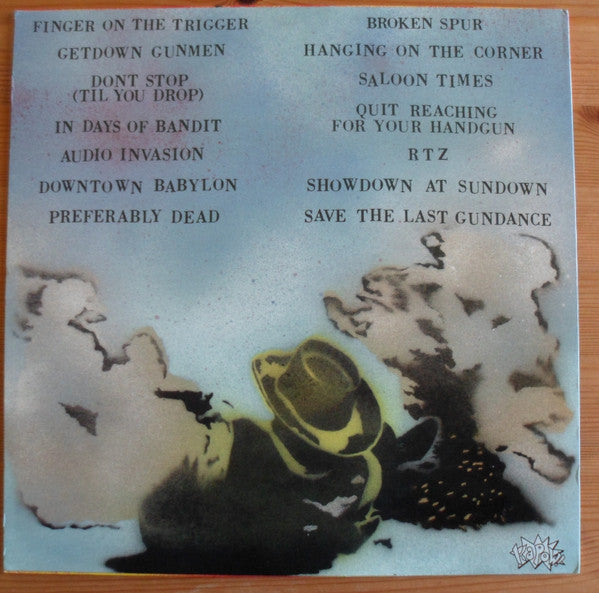 FINGER ON THE TRIGGER
GETDOWN GUNMEN
DONT STOP
(TIL YOU DROP)
IN DAYS OF BANDIT
AUDIO INVASION
DOWNTOWN BABYLON
PREFERABLY DEAD
BROKEN SPUR
HANGING ON THE CORNER
SALOON TIMES
QUIT REACHING
FOR YOUR HANDGUN
RTZ
SHOWDOWN AT SUNDOWN
SAVE THE LAST GUNDANCE